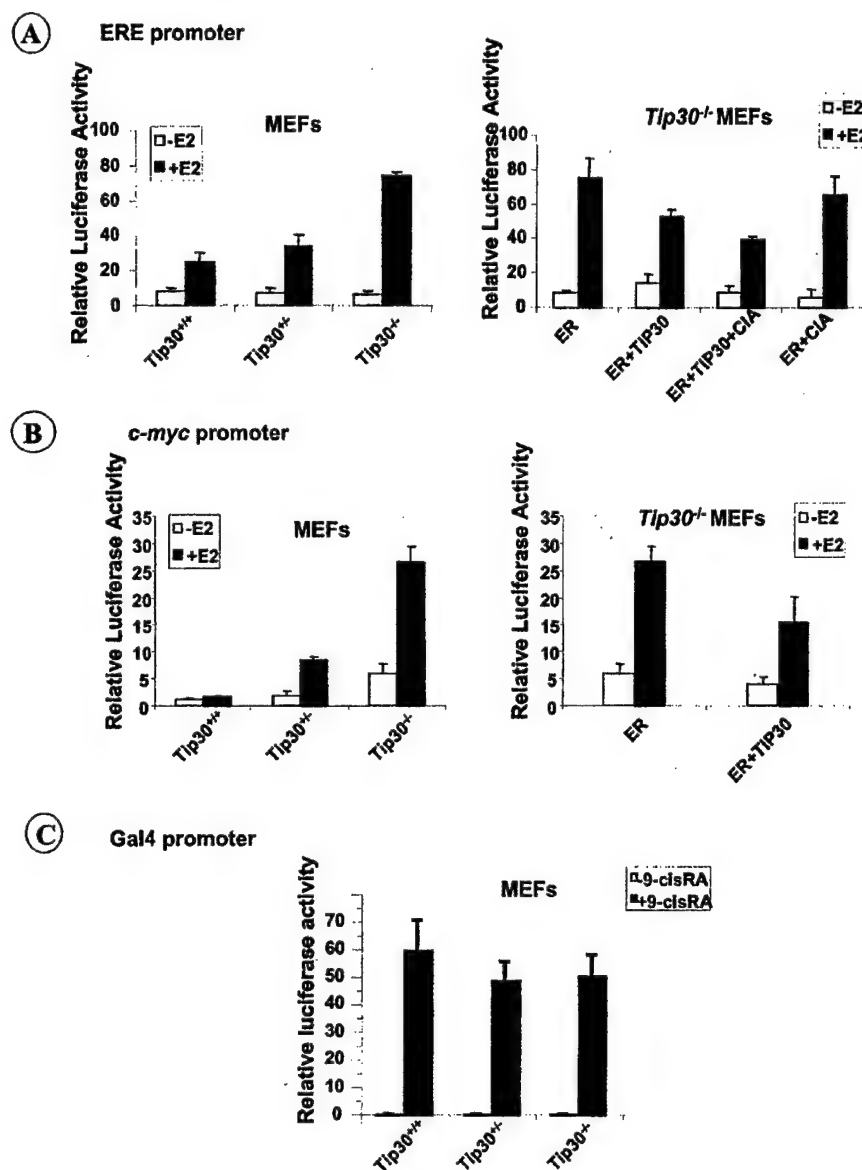 A ERE promoter
Relative Luciferase Activity
100
80
60
40
20
0
-E2
+E2
MEFs
Tip30+/+
Tip30+/-
Tip30-/-
Relative Luciferase Activity
100
80
60
40
20
0
Tip30-/- MEFs
-E2
+E2
ER
ER+TIP30
ER+TIP30+CIA
ER+CIA
B c-myc promoter
Relative Luciferase Activity
35
30
25
20
15
10
5
0
-E2
+E2
MEFs
Tip30+/+
Tip30+/-
Tip30-/-
Relative Luciferase Activity
35
30
25
20
15
10
5
0
Tip30-/- MEFs
-E2
+E2
ER
ER+TIP30
C Gal4 promoter
Relative luciferase activity
70
60
50
40
30
20
10
0
MEFs
-9-cisRA
+9-cisRA
Tip30+/+
Tip30+/-
Tip30-/-